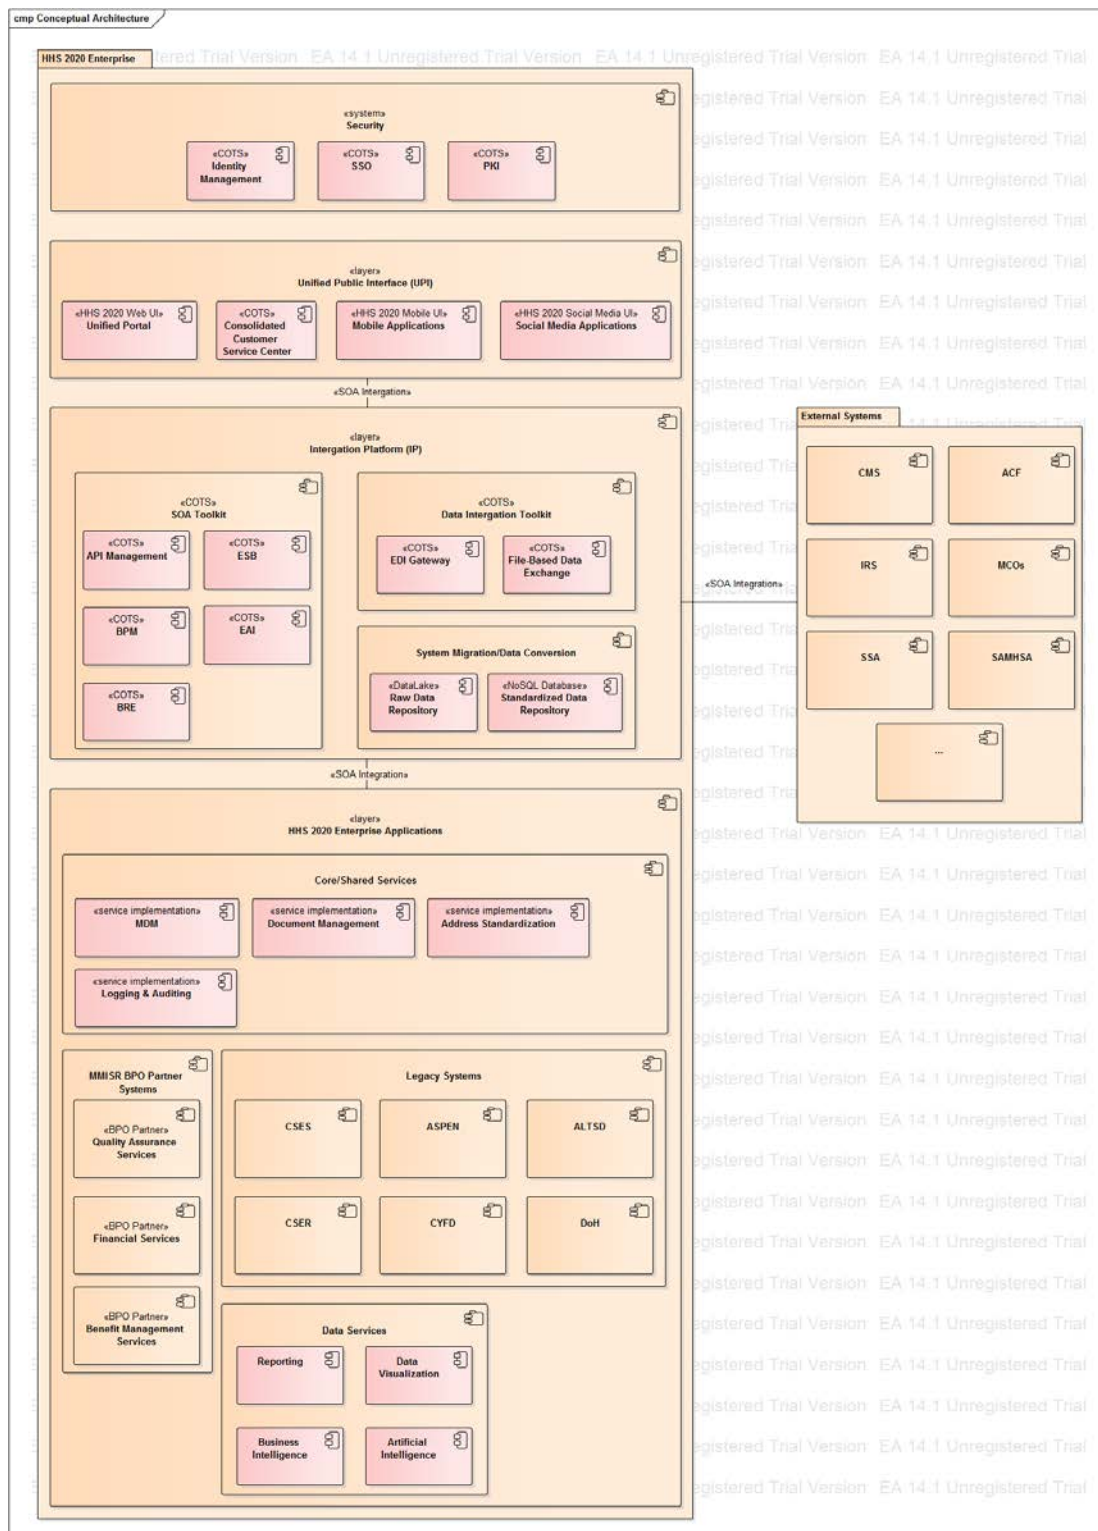 cmp Conceptual Architecture
HHS 2020 Enterprise
«system»
Security
«COTS»
Identity
Management
«COTS»
SSO
«COTS»
PKI
«layer»
Unified Public Interface (UPI)
«HHS 2020 Web UI»
Unified Portal
«COTS»
Consolidated
Customer
Service Center
«HHS 2020 Mobile UI»
Mobile Applications
«HHS 2020 Social Media UI»
Social Media Applications
«SOA Intergation»
«layer»
Intergation Platform (IP)
«COTS»
SOA Toolkit
«COTS»
API Management
«COTS»
ESB
«COTS»
BPM
«COTS»
EAI
«COTS»
BRE
«COTS»
Data Intergation Toolkit
«COTS»
EDI Gateway
«COTS»
File-Based Data
Exchange
System Migration/Data Conversion
«DataLake»
Raw Data
Repository
«NoSQL Database»
Standardized Data
Repository
«SOA Integration»
External Systems
CMS
ACF
IRS
MCOs
SSA
SAMHSA
...
«SOA Integration»
«layer»
HHS 2020 Enterprise Applications
Core/Shared Services
«service implementation»
MDM
«service implementation»
Document Management
«service implementation»
Address Standardization
«service implementation»
Logging & Auditing
MMISR BPO Partner
Systems
«BPO Partner»
Quality Assurance
Services
«BPO Partner»
Financial Services
«BPO Partner»
Benefit Management
Services
Legacy Systems
CSES
ASPEN
ALTSD
CSER
CYFD
DoH
Data Services
Reporting
Data
Visualization
Business
Intelligence
Artificial
Intelligence
EA 14.1 Unregistered Trial Version